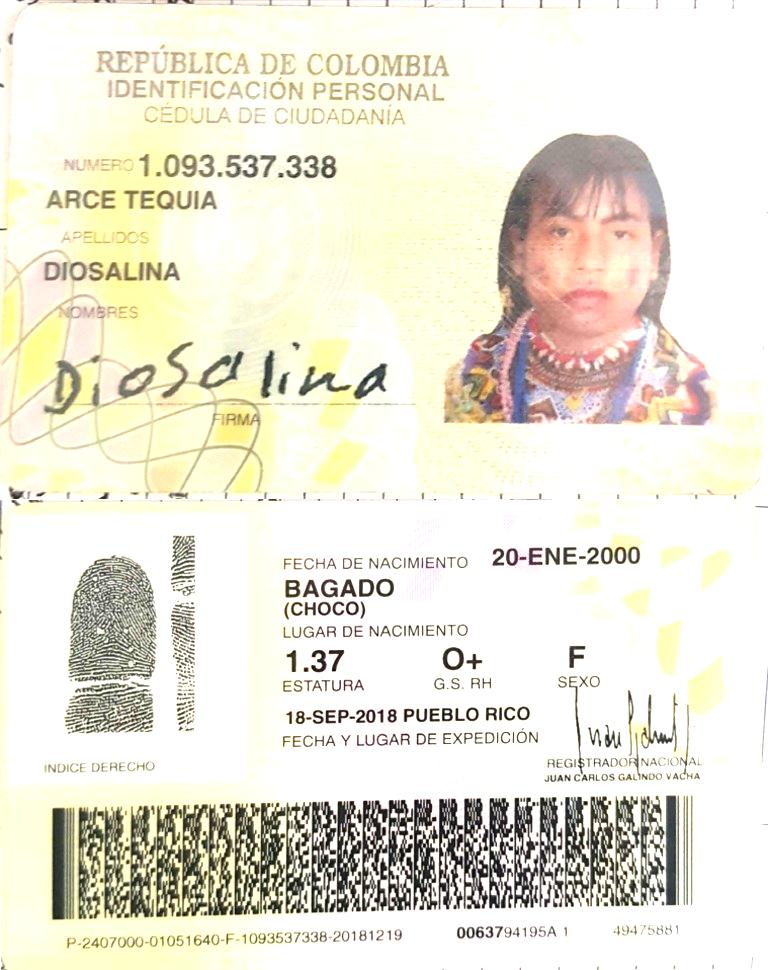 REPÚBLICA DE COLOMBIA
IDENTIFICACIÓN PERSONAL
CÉDULA DE CIUDADANÍA
NUMERO 1.093.537.338
ARCE TEQUIA
APELLIDOS
DIOSALINA
NOMBRES
Diosalina
FIRMA
FECHA DE NACIMIENTO 20-ENE-2000
BAGADO
(CHOCO)
LUGAR DE NACIMIENTO
1.37 O+ F
ESTATURA G.S. RH SEXO
18-SEP-2018 PUEBLO RICO
FECHA Y LUGAR DE EXPEDICIÓN
INDICE DERECHO
REGISTRADOR NACIONAL
JUAN CARLOS GALINDO VACHA
P-2407000-01051640-F-1093537338-20181219 0063794195A 1 49475881